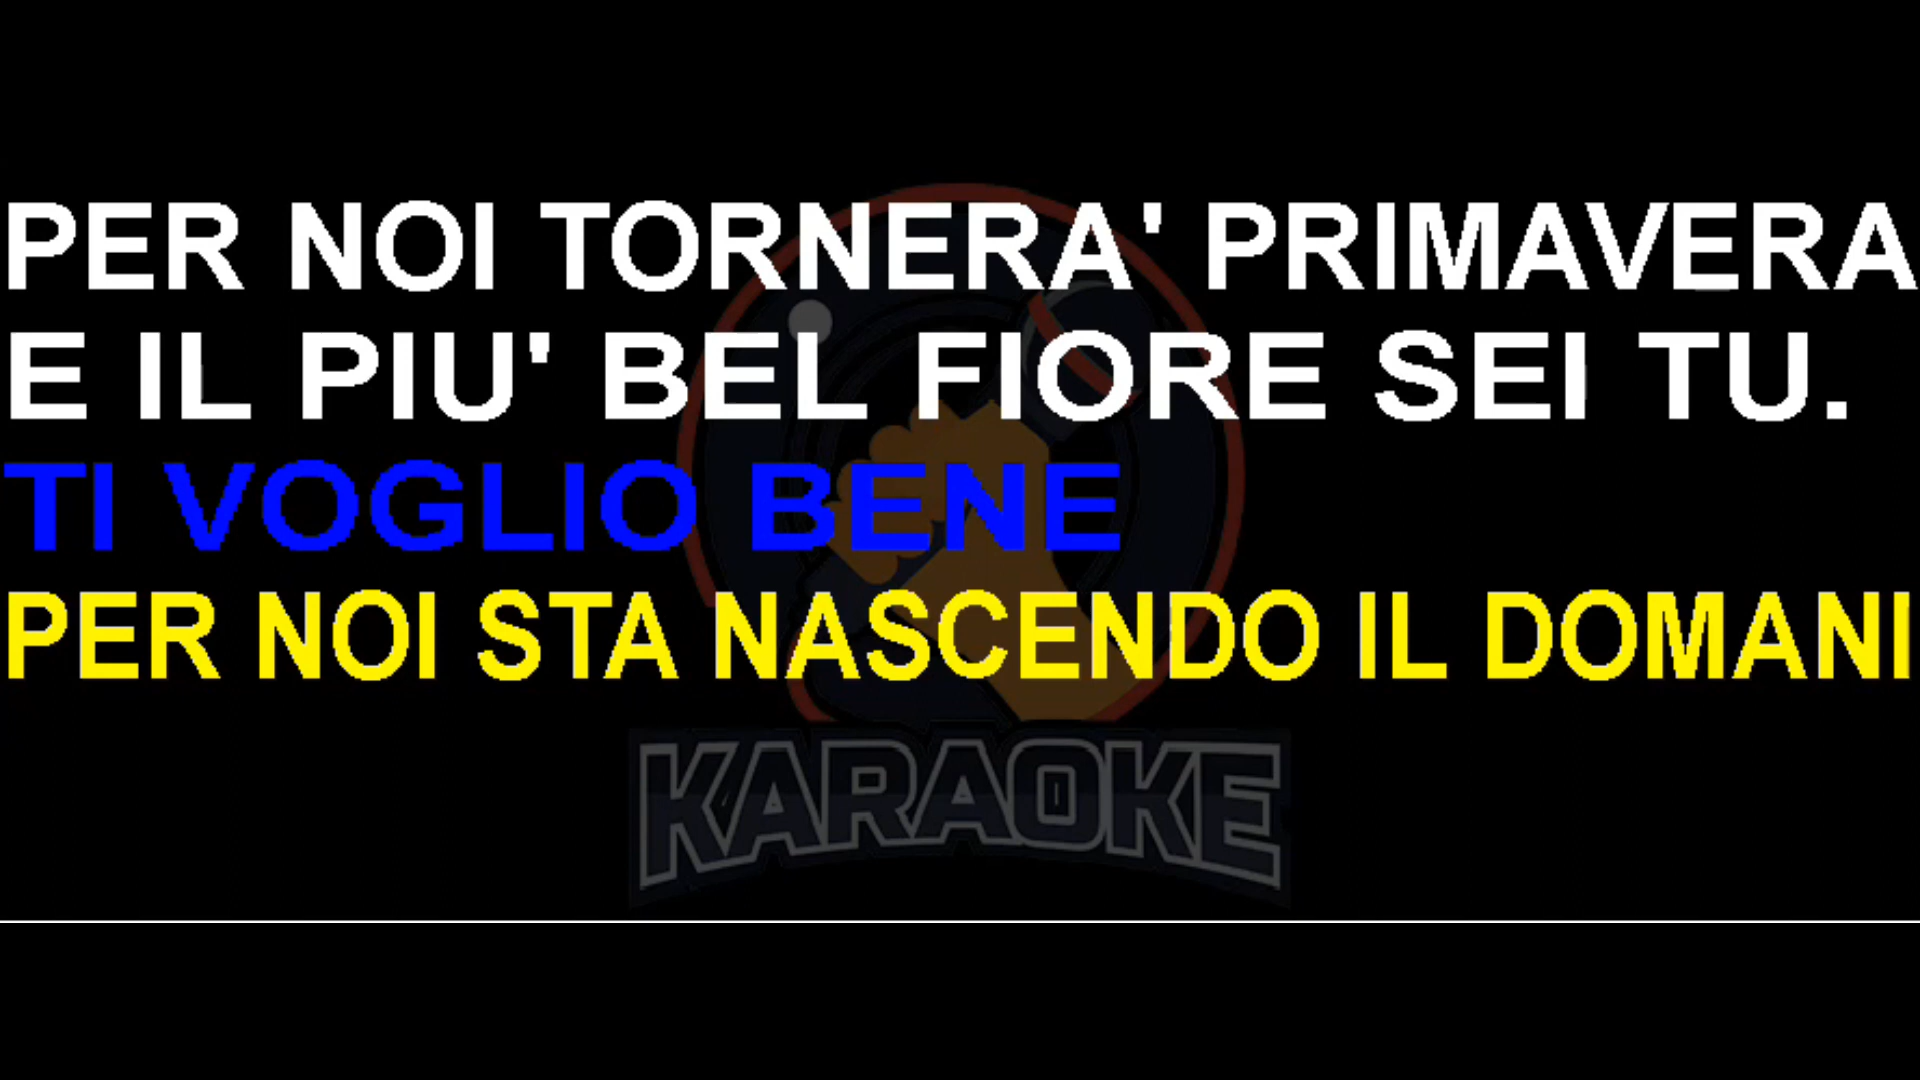 PER NOI TORNERA' PRIMAVERA
E IL PIU' BEL FIORE SEI TU.
TI VOGLIO BENE
PER NOI STA NASCENDO IL DOMANI
KARAOKE